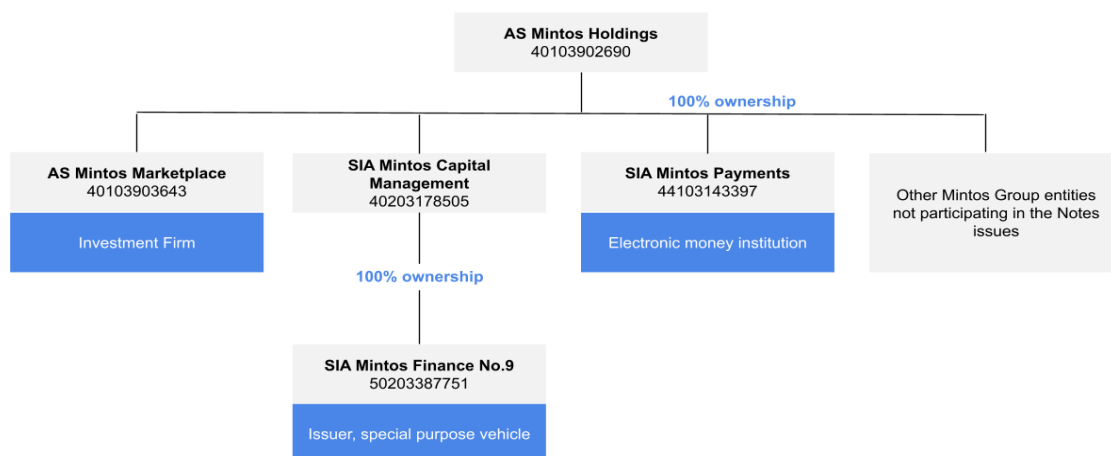 AS Mintos Holdings
40103902690
100% ownership
AS Mintos Marketplace
40103903643
Investment Firm
SIA Mintos Capital
Management
40203178505
SIA Mintos Payments
44103143397
Electronic money institution
Other Mintos Group entities
not participating in the Notes
issues
100% ownership
SIA Mintos Finance No.9
50203387751
Issuer, special purpose vehicle